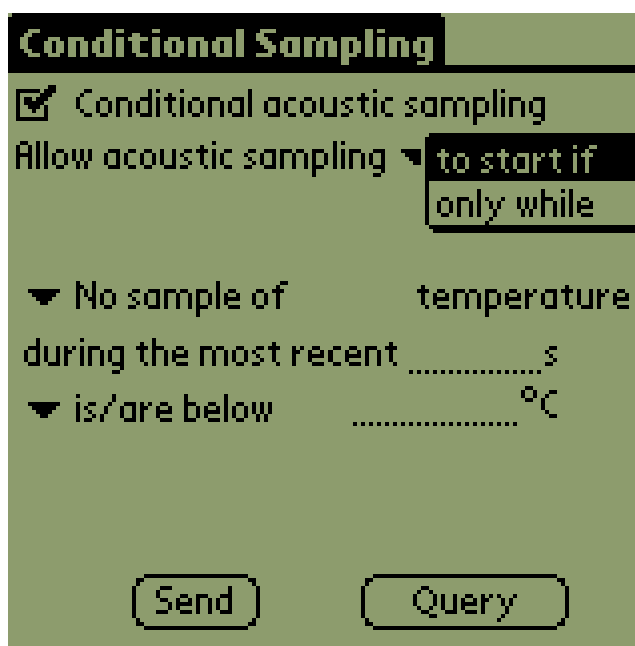 Conditional Sampling
Conditional acoustic sampling
Allow acoustic sampling to start if
only while
No sample of temperature
during the most recent ...............s
is/are below ..................°C
Send Query